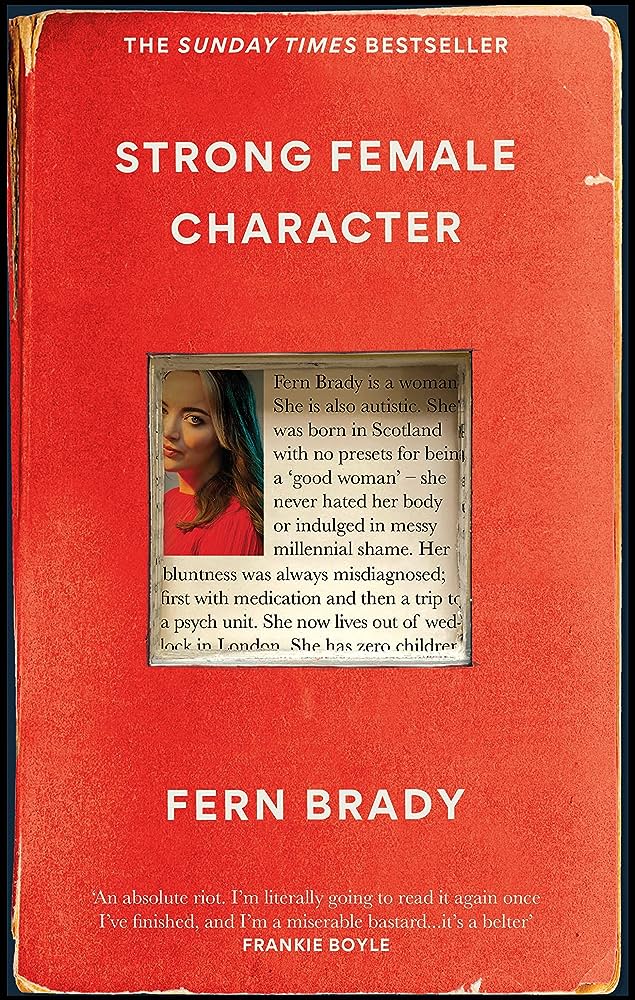 THE SUNDAY TIMES BESTSELLER
STRONG FEMALE
CHARACTER
Fern Brady is a woman
She is also autistic. She
was born in Scotland
with no presets for being
a ‘good woman’ – she
never hated her body
or indulged in messy
millennial shame. Her
bluntness was always misdiagnosed;
first with medication and then a trip to
a psych unit. She now lives out of wed-
lock in London. She has zero children
FERN BRADY
‘An absolute riot. I’m literally going to read it again once
I’ve finished, and I’m a miserable bastard...it’s a belter’
FRANKIE BOYLE